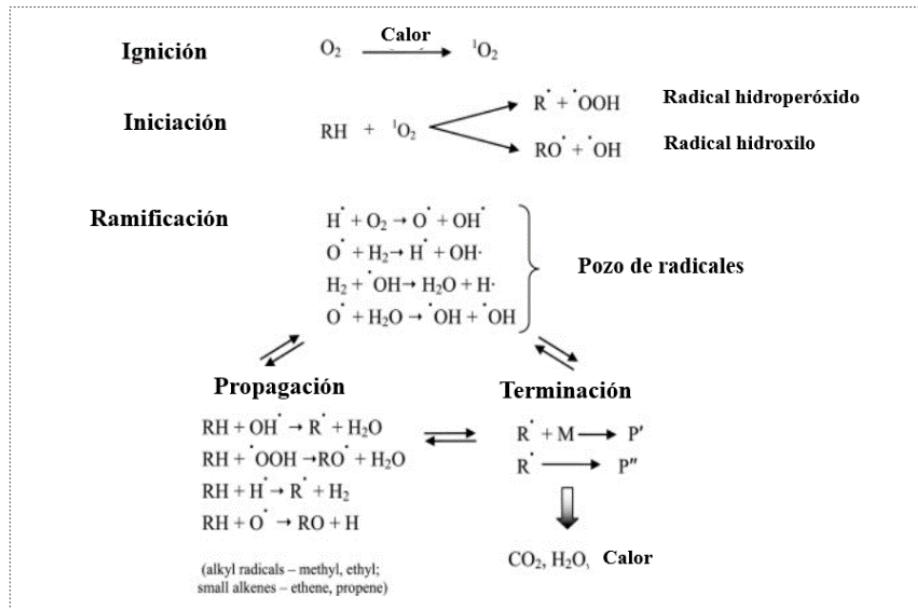 Ignición O₂ Calor → ¹O₂
Iniciación RH + ¹O₂
R˙ + ˙OOH Radical hidroperóxido
RO˙ + ˙OH Radical hidroxilo
Ramificación
H˙ + O₂ → O˙ + OH˙
O˙ + H₂→ H˙ + OH·
H₂ + ˙OH→ H₂O + H·
O˙ + H₂O → ˙OH + ˙OH
Pozo de radicales
Propagación
RH + OH˙ → R˙ + H₂O
RH + ˙OOH →RO˙ + H₂O
RH + H˙→ R˙ + H₂
RH + O˙ → RO + H
(alkyl radicals – methyl, ethyl;
small alkenes – ethene, propene)
Terminación
R˙ + M → P′
R˙ → P″
CO₂, H₂O, Calor